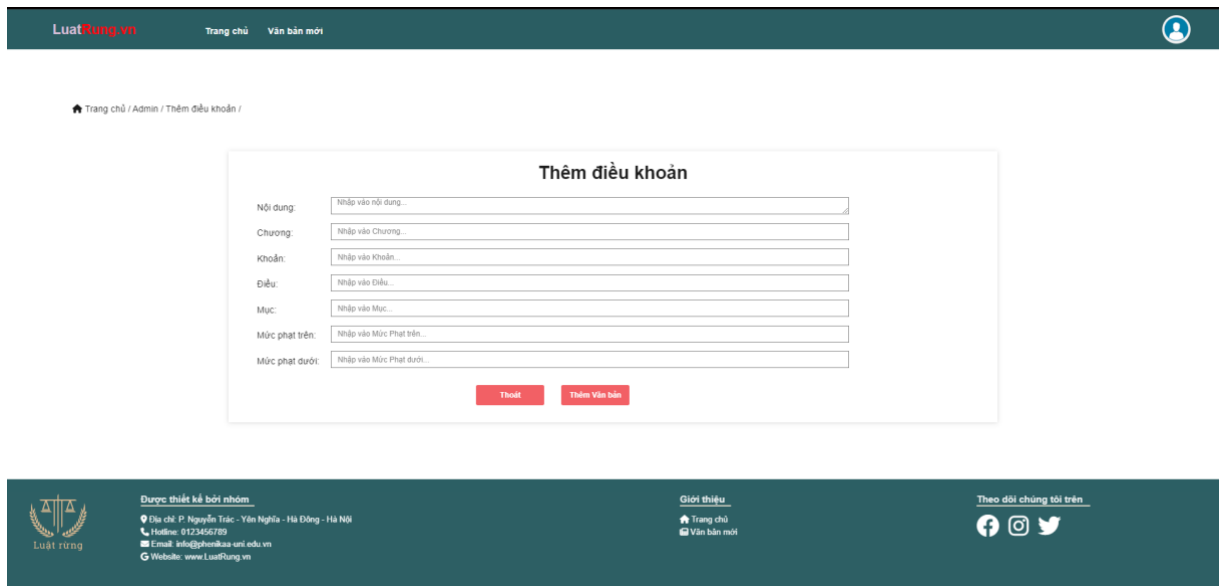 LuatRung.vn
Trang chủ Văn bản mới
Trang chủ / Admin / Thêm điều khoản /
Thêm điều khoản
Nội dung: Nhập vào nội dung...
Chương: Nhập vào Chương...
Khoản: Nhập vào Khoản...
Điều: Nhập vào Điều...
Mục: Nhập vào Mục...
Mức phạt trên: Nhập vào Mức Phạt trên...
Mức phạt dưới: Nhập vào Mức Phạt dưới...
Thoát Thêm Văn bản
Luật rừng
Được thiết kế bởi nhóm
Địa chỉ: P. Nguyễn Trác - Yên Nghĩa - Hà Đông - Hà Nội
Hotline: 0123456789
Email: info@phenikaa-uni.edu.vn
Website: www.LuatRung.vn
Giới thiệu
Trang chủ
Văn bản mới
Theo dõi chúng tôi trên